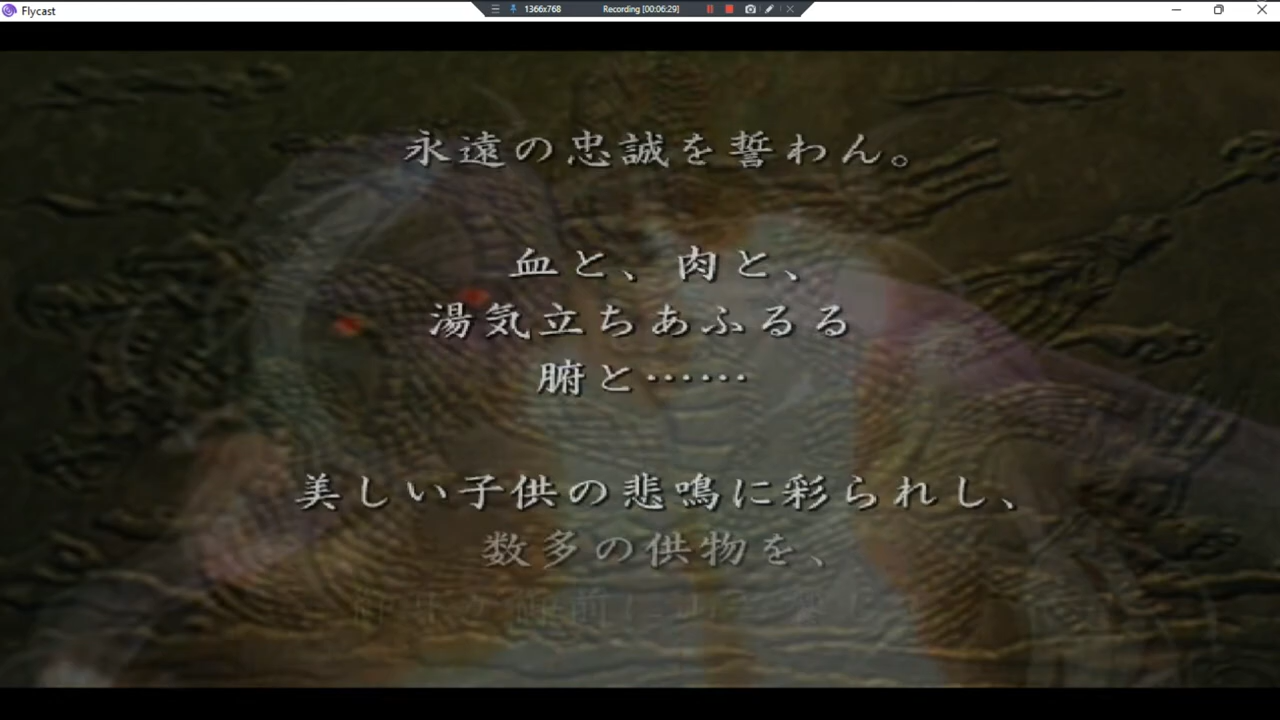 Flycast
1366x768
Recording [00:06:29]
永遠の忠誠を誓わん。
血と、肉と、
湯気立ちあふるる
腑と……
美しい子供の悲鳴に彩られし、
数多の供物を、